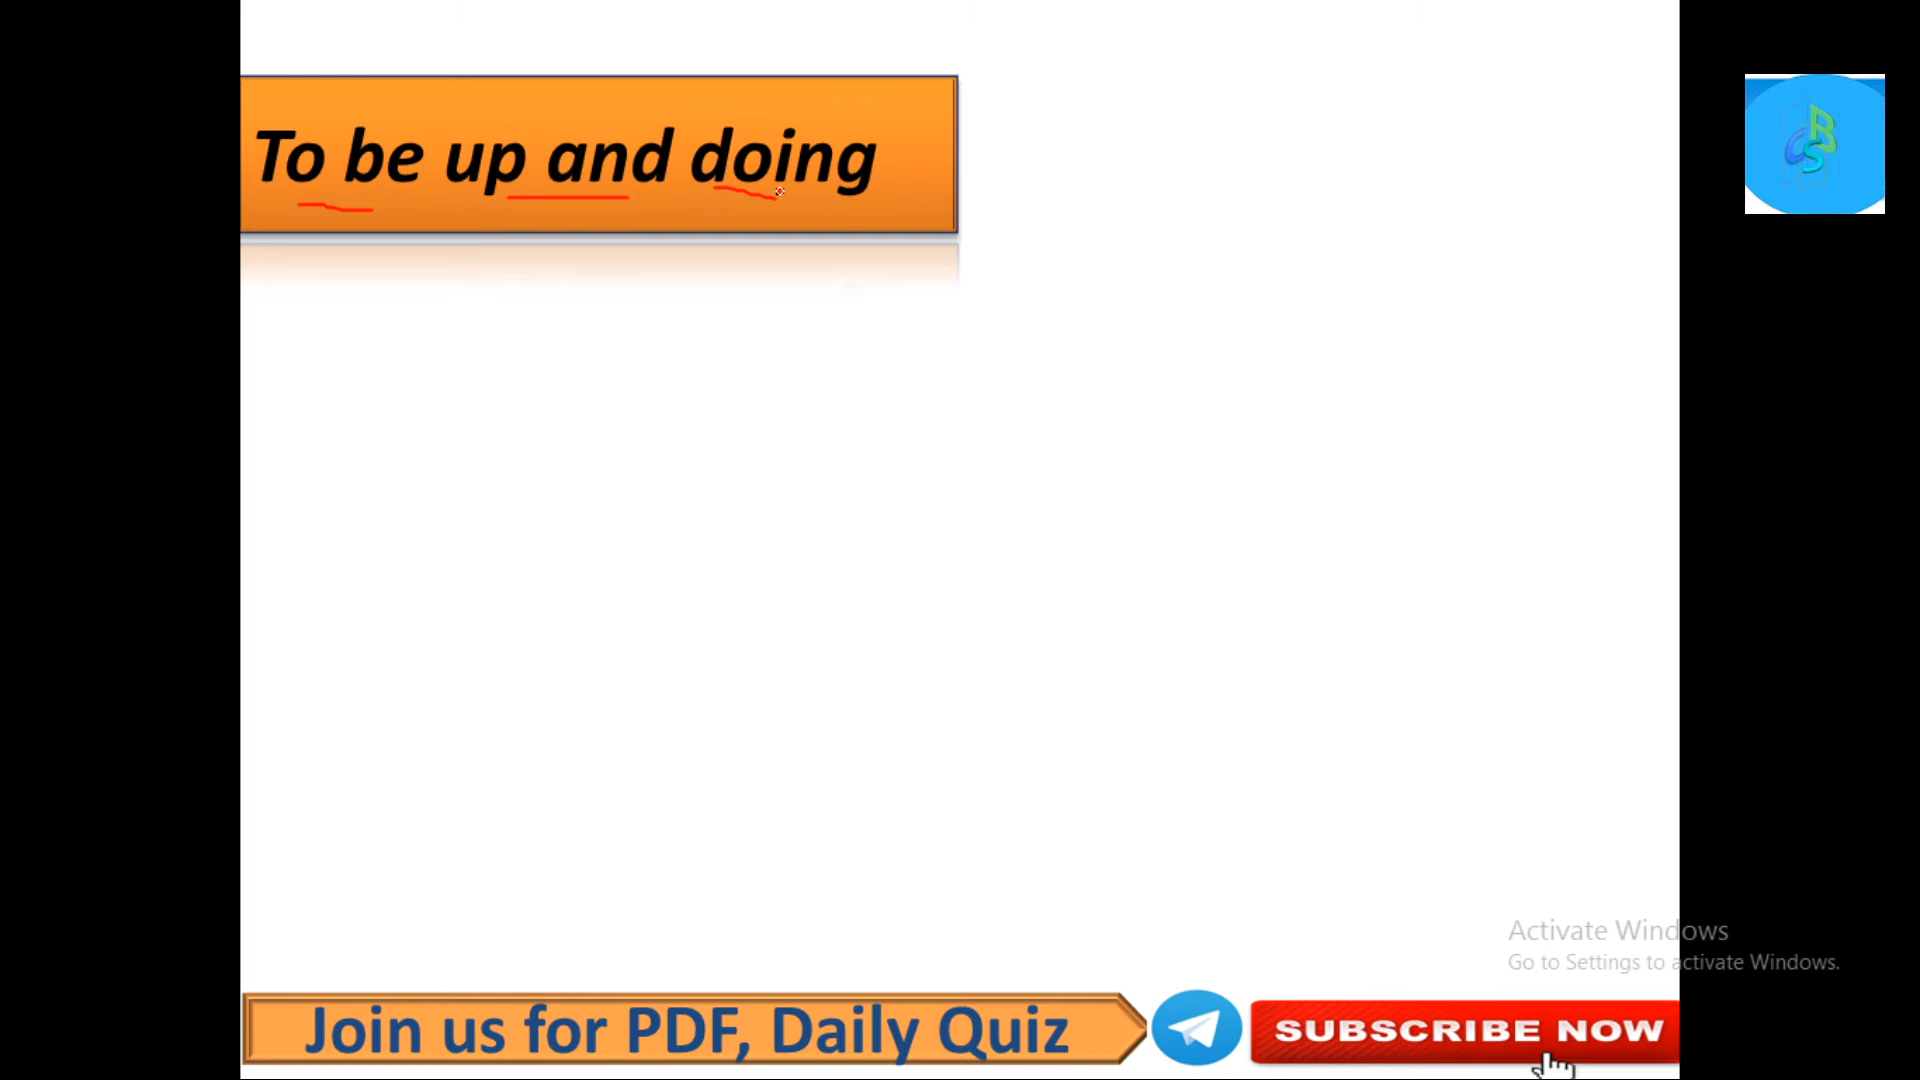 To be up and doing
Activate Windows
Go to Settings to activate Windows.
Join us for PDF, Daily Quiz
SUBSCRIBE NOW